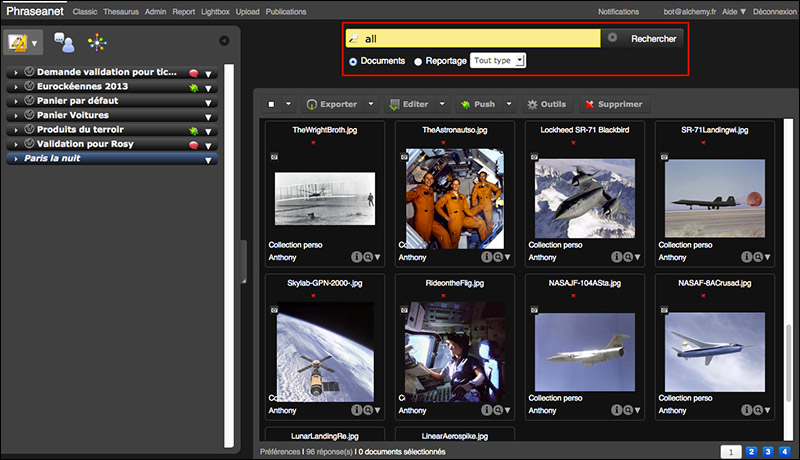 Phraseanet Classic Thesaurus Admin Report Lightbox Upload Publications Notifications bot@alchemy.fr Aide ▼ Déconnexion
all Rechercher
Documents Reportage Tout type
Demande validation pour tic...
Eurockéennes 2013
Panier par défaut
Panier Voitures
Produits du terroir
Validation pour Rosy
Paris la nuit
Exporter Editer Push Outils Supprimer
TheWrightBroth.jpg TheAstronautso.jpg Lockheed SR-71 Blackbird SR-71Landingwl.jpg
Collection perso Co Collection perso Collection perso
Anthony Anthony Anthony Anthony
Skylab-GPN-2000-.jpg RideontheFlig.jpg NASAJF-104ASta.jpg NASAF-8ACrusad.jpg
Co Co Collection perso Collection perso
Anthony Anthony Anthony Anthony
LunarLandingRe.jpg LinearAerospike.jpg
Préférences | 96 réponse(s) | 0 documents sélectionnés 1 2 3 4